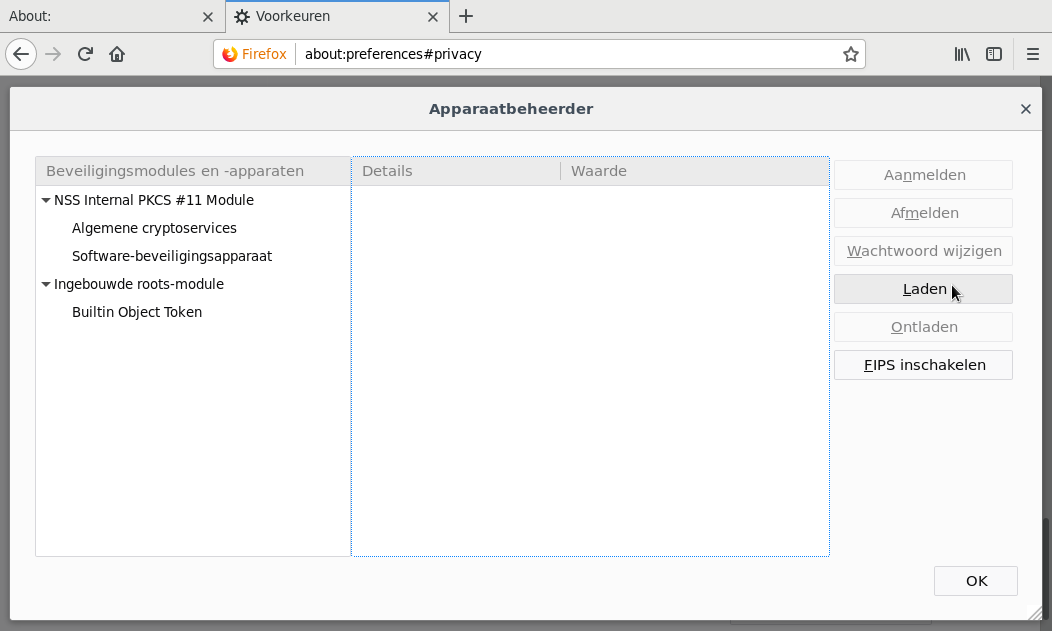 About:
Voorkeuren
Firefox
about:preferences#privacy
Apparaatbeheerder
Beveiligingsmodules en -apparaten
Details
Waarde
NSS Internal PKCS #11 Module
Algemene cryptoservices
Software-beveiligingsapparaat
Ingebouwde roots-module
Builtin Object Token
Aanmelden
Afmelden
Wachtwoord wijzigen
Laden
Ontladen
FIPS inschakelen
OK